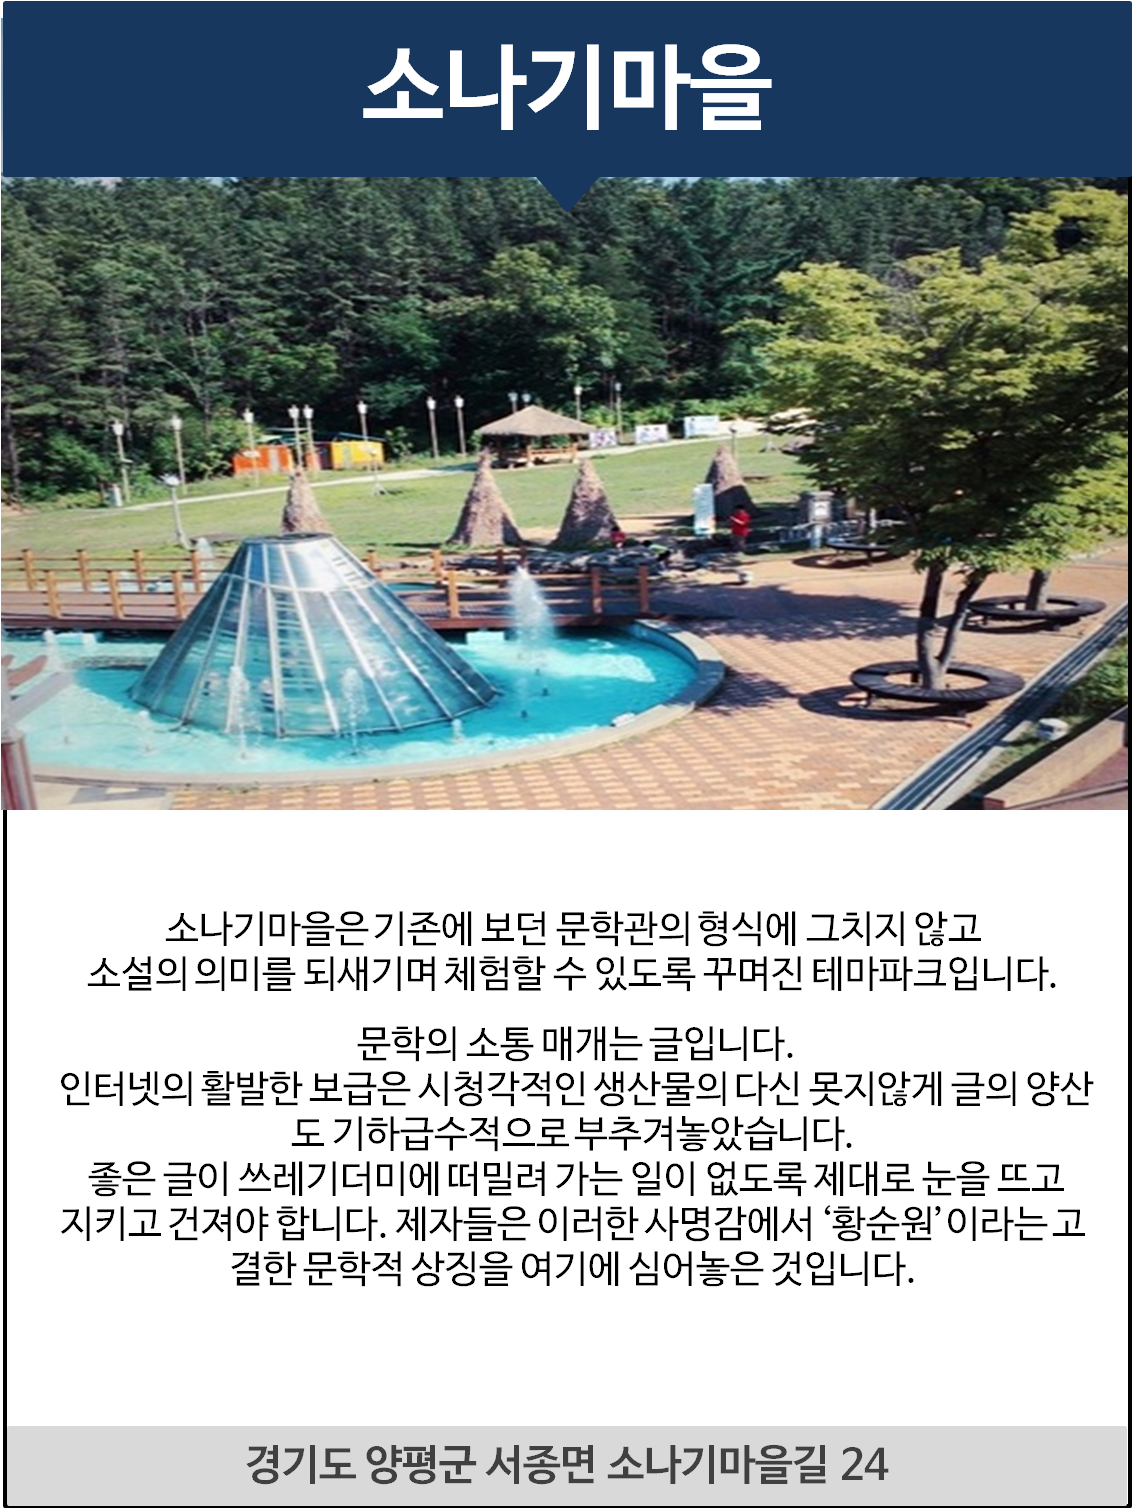 소나기마을
소나기마을은 기존에 보던 문학관의 형식에 그치지 않고
소설의 의미를 되새기며 체험할 수 있도록 꾸며진 테마파크입니다.
문학의 소통 매개는 글입니다.
인터넷의 활발한 보급은 시청각적인 생산물의 다신 못지않게 글의 양산
도 기하급수적으로 부추겨놓았습니다.
좋은 글이 쓰레기더미에 떠밀려 가는 일이 없도록 제대로 눈을 뜨고
지키고 건져야 합니다. 제자들은 이러한 사명감에서 ‘황순원’ 이라는 고
결한 문학적 상징을 여기에 심어놓은 것입니다.
경기도 양평군 서종면 소나기마을길 24